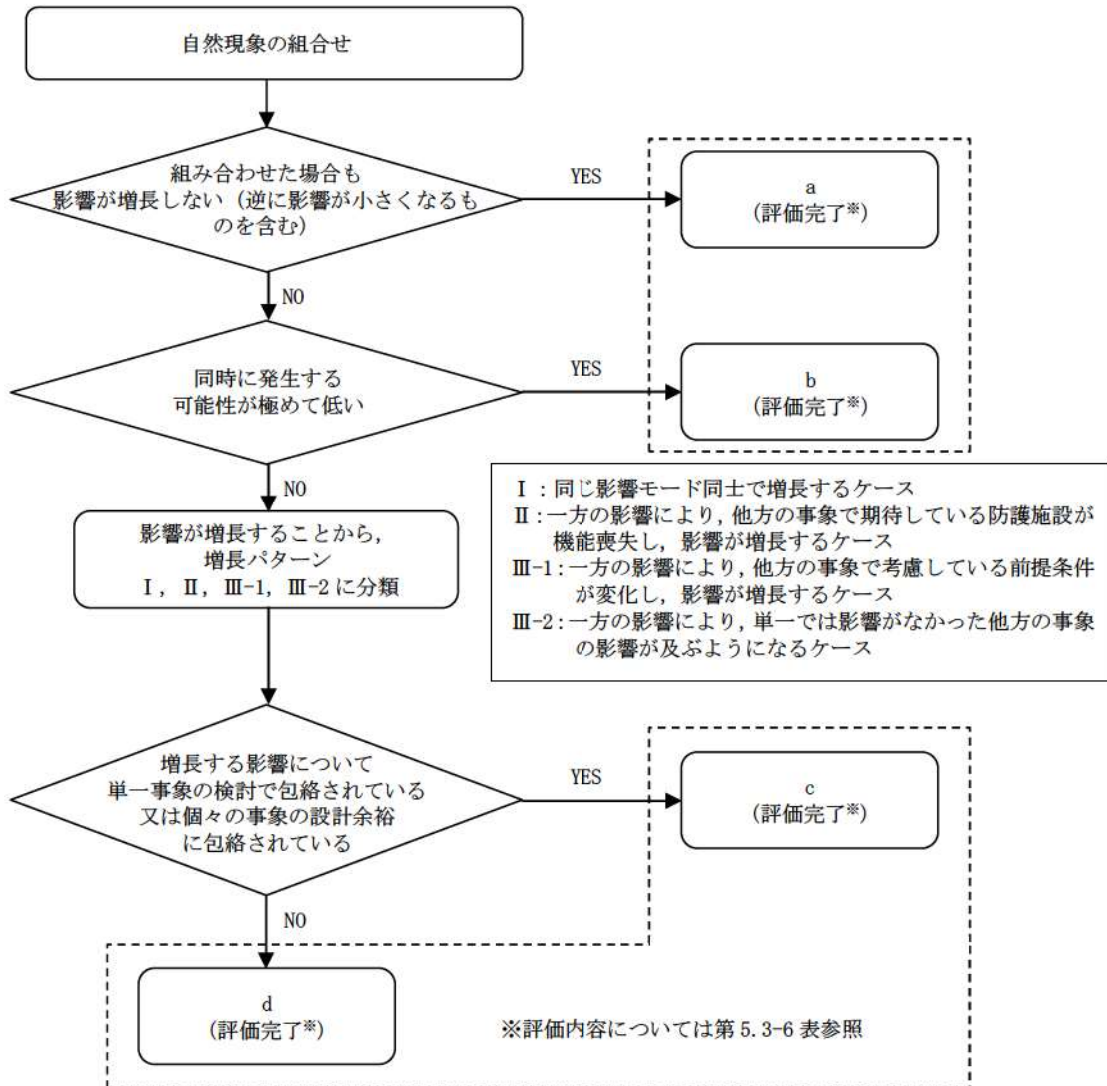 自然現象の組合せ
組み合わせた場合も
影響が増長しない（逆に影響が小さくなるも
のを含む）
YES
a
(評価完了※)
NO
同時に発生する
可能性が極めて低い
YES
b
(評価完了※)
NO
影響が増長することから，
増長パターン
Ⅰ，Ⅱ，Ⅲ-1，Ⅲ-2 に分類
Ⅰ：同じ影響モード同士で増長するケース
Ⅱ：一方の影響により，他方の事象で期待している防護施設が
機能喪失し，影響が増長するケース
Ⅲ-1：一方の影響により，他方の事象で考慮している前提条件
が変化し，影響が増長するケース
Ⅲ-2：一方の影響により，単一では影響がなかった他方の事象
の影響が及ぶようになるケース
増長する影響について
単一事象の検討で包絡されている
又は個々の事象の設計余裕
に包絡されている
YES
c
(評価完了※)
NO
d
(評価完了※)
※評価内容については第 5.3-6 表参照